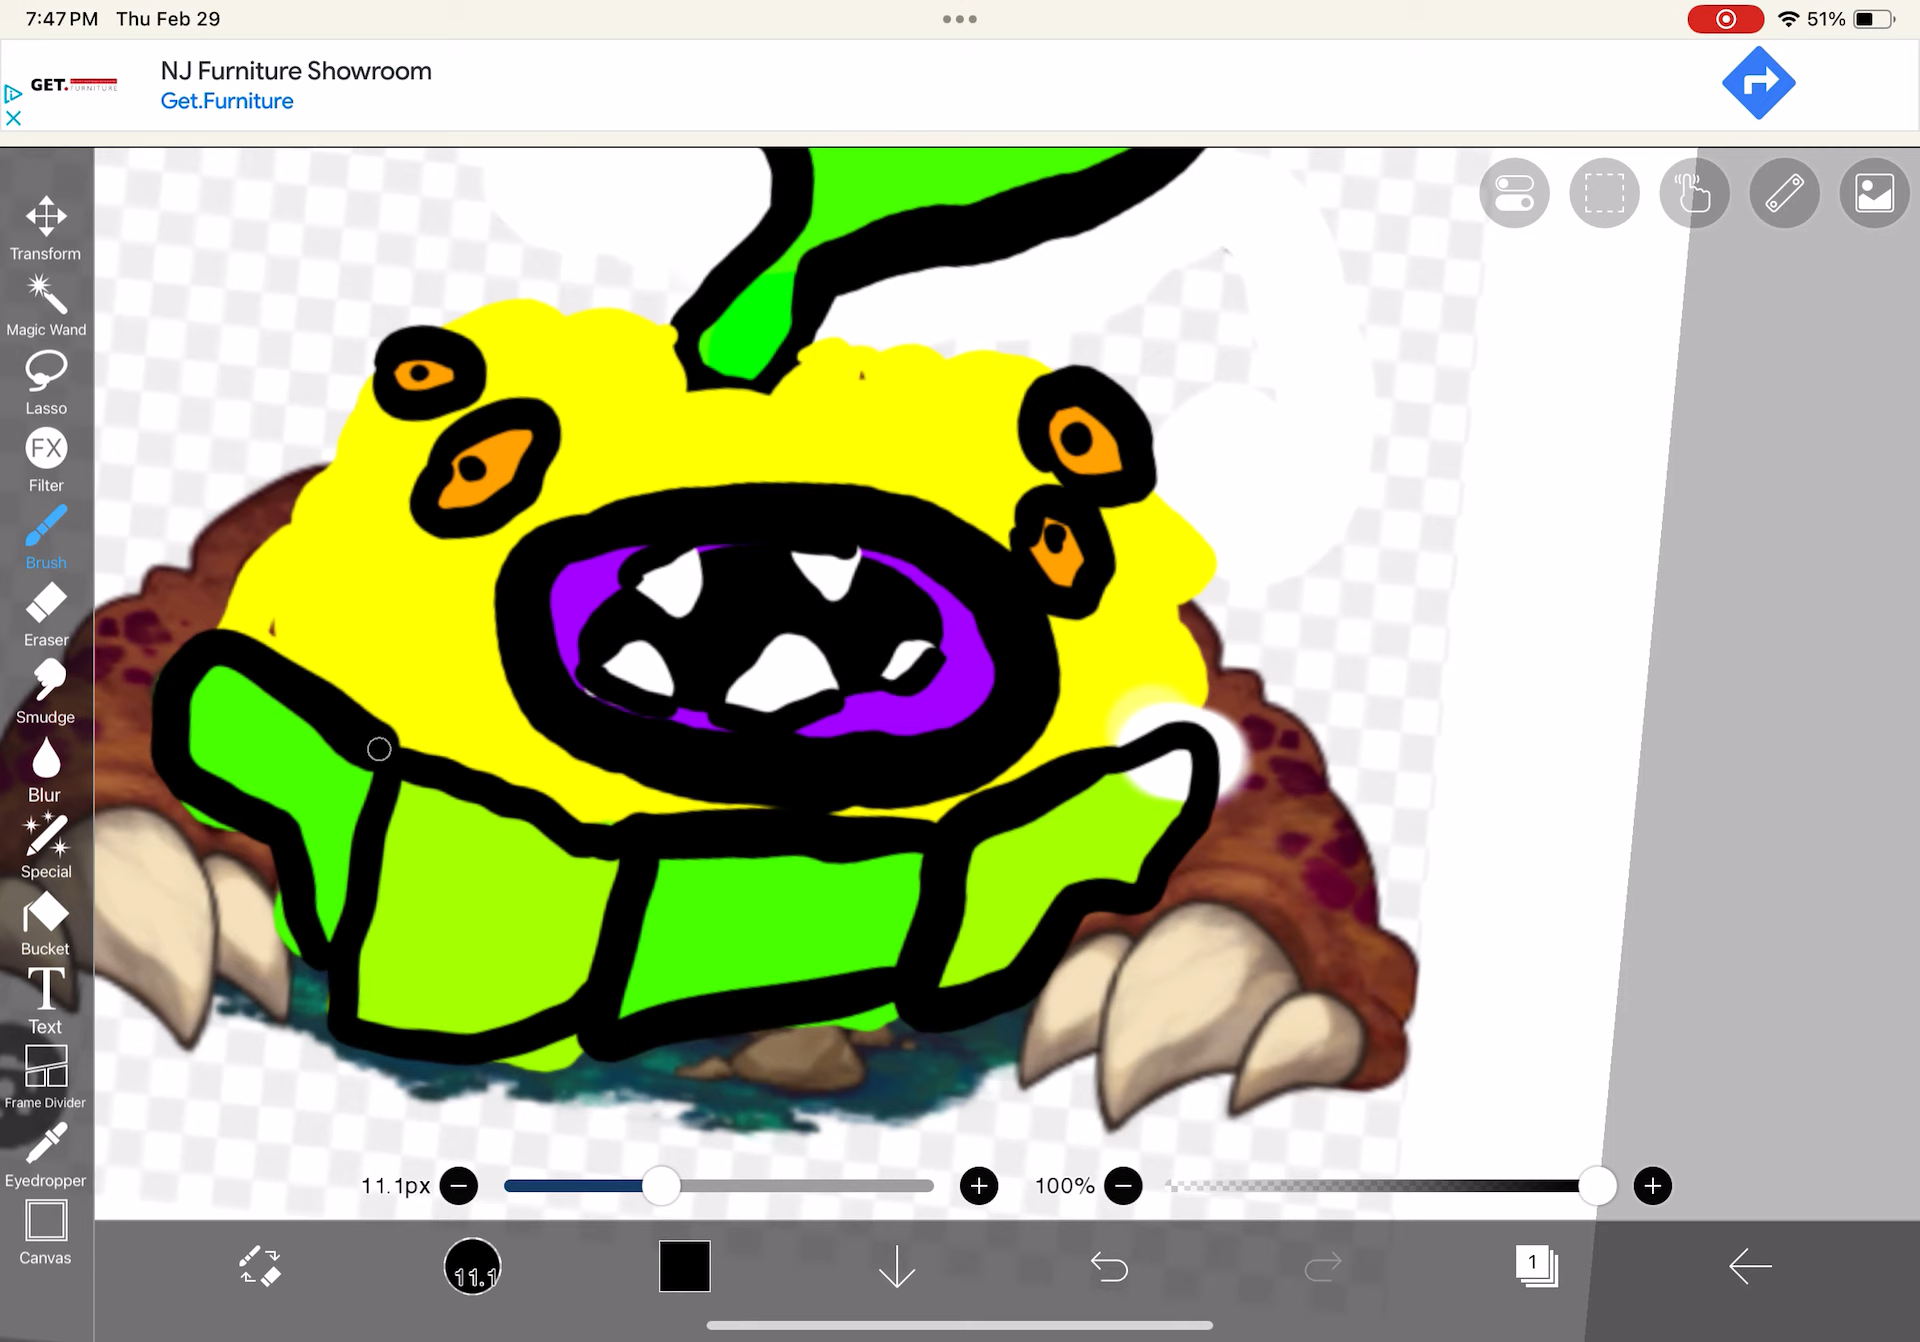 7:47 PM Thu Feb 29
51%
GET.FURNITURE
NJ Furniture Showroom
Get.Furniture
Transform
Magic Wand
Lasso
FX
Filter
Brush
Eraser
Smudge
Blur
Special
Bucket
T
Text
Frame Divider
Eyedropper
Canvas
11.1px
100%
11.1
1